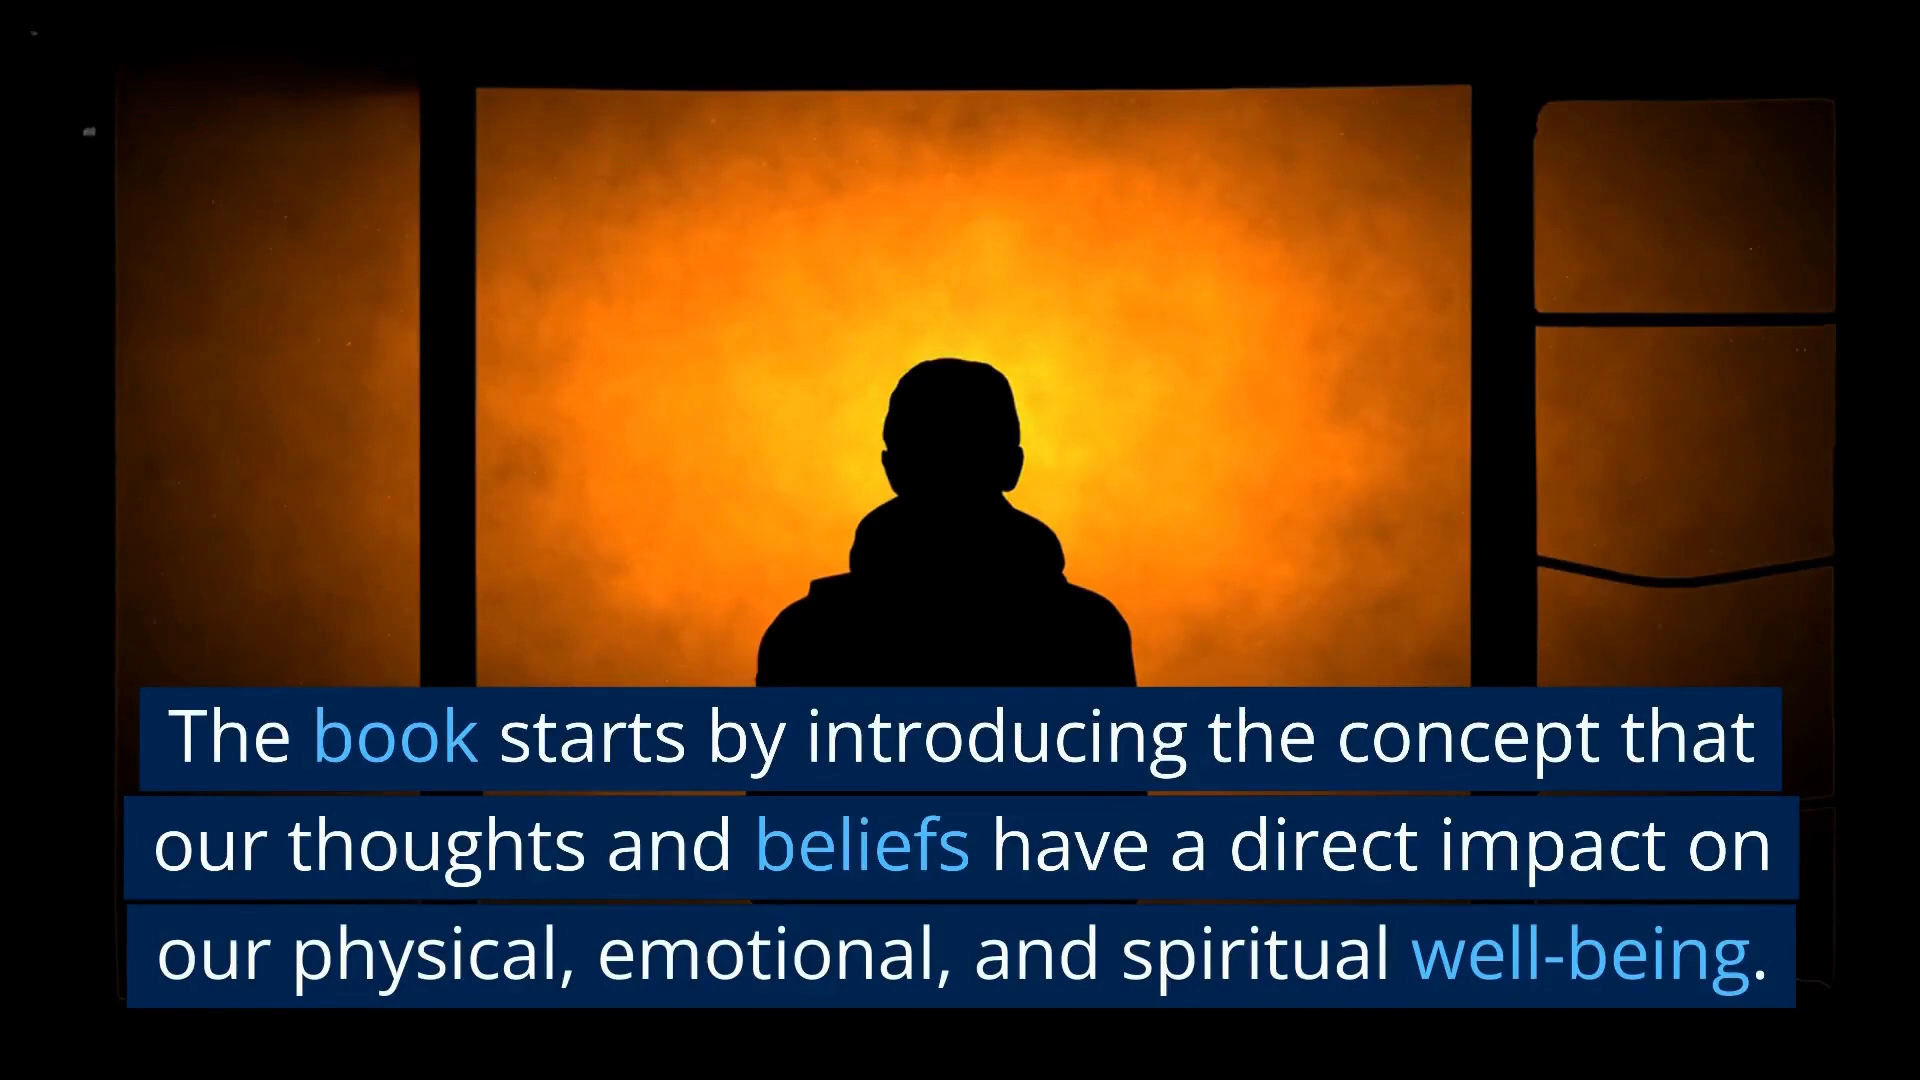 The book starts by introducing the concept that
our thoughts and beliefs have a direct impact on
our physical, emotional, and spiritual well-being.